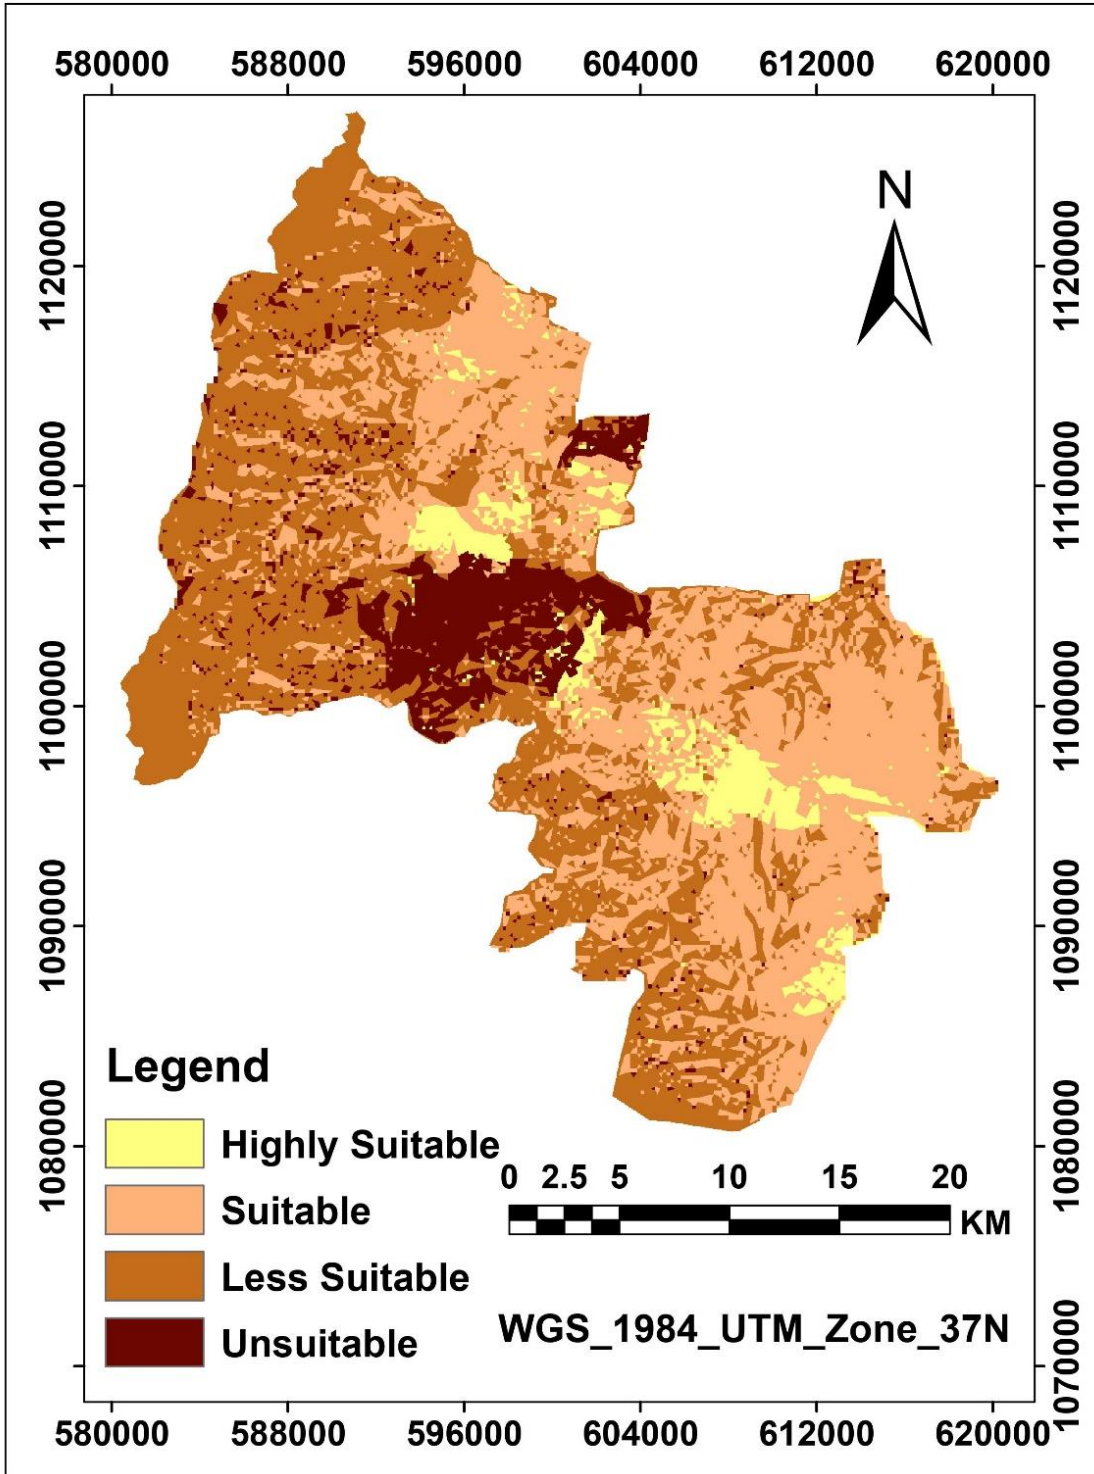 580000 588000 596000 604000 612000 620000
N
1120000 1120000
1110000 1110000
1100000 1100000
1090000 1090000
Legend
Highly Suitable
Suitable
Less Suitable
Unsuitable
1080000 1080000
0 2.5 5 10 15 20
KM
WGS_1984_UTM_Zone_37N
1070000
580000 588000 596000 604000 612000 620000